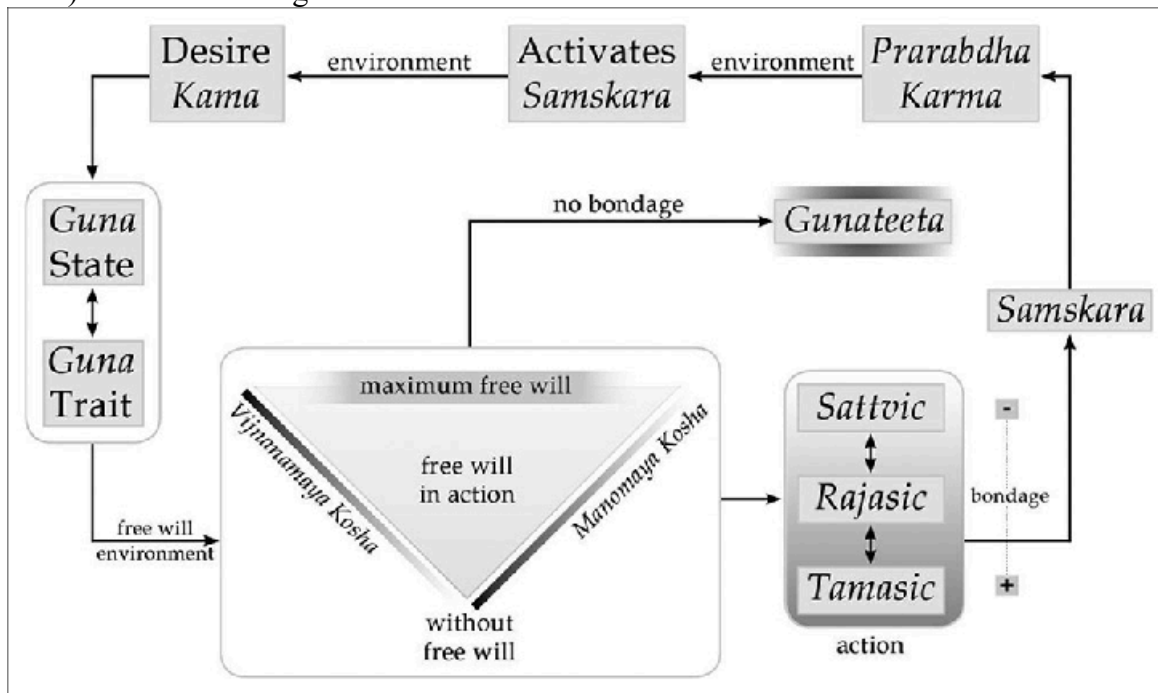 Desire
Kama
environment
Activates
Samskara
environment
Prarabdha
Karma
Guna
State
Guna
Trait
no bondage
Gunateeta
Samskara
maximum free will
Vijnanamaya Kosha
free will
in action
Manomaya Kosha
without
free will
free will
environment
Sattvic
Rajasic
Tamasic
action
-
bondage
+